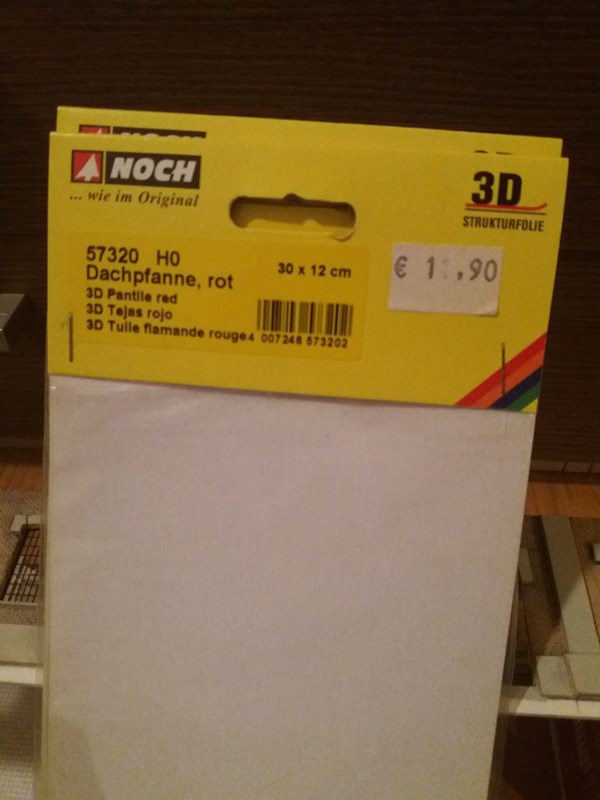 NOCH
NOCH
... wie im Original
3D
STRUKTURFOLIE
57320 H0
Dachpfanne, rot
30 x 12 cm
3D Pantile red
3D Tejas rojo
3D Tuile flamande rouge
4 007246 573202
€